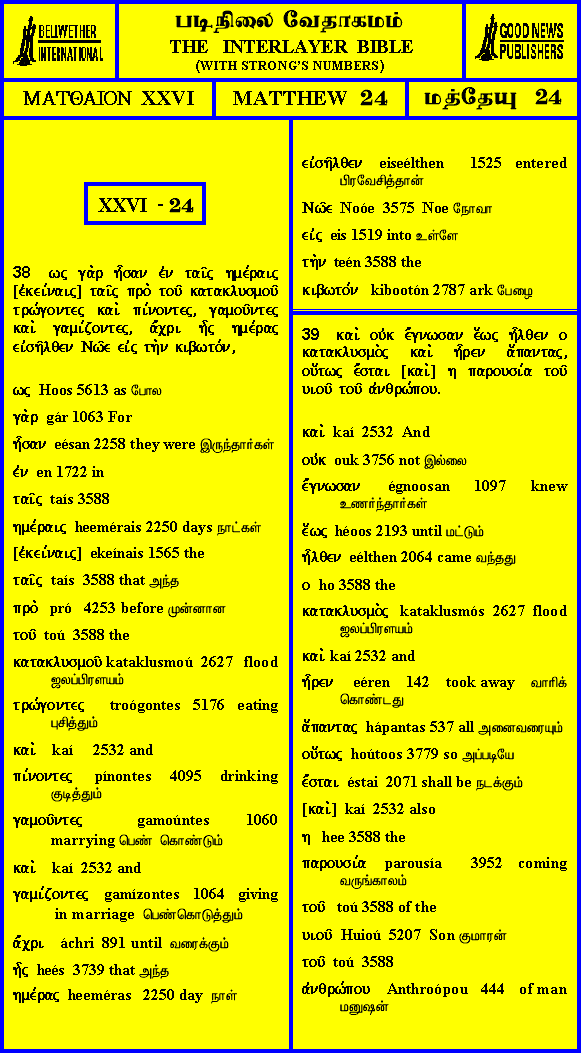 BELLWETHER
INTERNATIONAL
படிநிலை வேதாகமம்
THE INTERLAYER BIBLE
(WITH STRONG'S NUMBERS)
GOOD NEWS
PUBLISHERS
ΜΑΤΘΑΙΟΝ XXVI
MATTHEW 24
மத்தேயு 24
XXVI - 24
38 ως γὰρ ἦσαν ἐν ταῖς ημέραις
[ἐκείναις] ταῖς πρὸ τοῦ κατακλυσμοῦ
τρώγοντες καὶ πίνοντες, γαμοῦντες
καὶ γαμίζοντες, ἄχρι ἧς ημέρας
εἰσῆλθεν Νῶε εἰς τὴν κιβωτόν,
ως Hoos 5613 as போல
γὰρ gár 1063 For
ἦσαν eésan 2258 they were இருந்தார்கள்
ἐν en 1722 in
ταῖς taís 3588
ημέραις heemérais 2250 days நாட்கள்
[ἐκείναις] ekeínais 1565 the
ταῖς taís 3588 that அந்த
πρὸ pró 4253 before முன்னான
τοῦ toú 3588 the
κατακλυσμοῦ kataklusmoú 2627 flood
ஜலப்பிரளயம்
τρώγοντες troógontes 5176 eating
புசித்தும்
καὶ kaí 2532 and
πίνοντες pínontes 4095 drinking
குடித்தும்
γαμοῦντες gamoúntes 1060
marrying பெண் கொண்டும்
καὶ kaí 2532 and
γαμίζοντες gamízontes 1064 giving
in marriage பெண்கொடுத்தும்
ἄχρι áchri 891 until வரைக்கும்
ἧς heés 3739 that அந்த
ημέρας heeméras 2250 day நாள்
εἰσῆλθεν eiseélthen 1525 entered
பிரவேசித்தான்
Νῶε Noóe 3575 Noe நோவா
εἰς eis 1519 into உள்ளே
τὴν teén 3588 the
κιβωτόν kibootón 2787 ark பேழை
39 καὶ οὐκ ἔγνωσαν ἕως ἦλθεν ο
κατακλυσμὸς καὶ ἦρεν ἅπαντας,
οὕτως ἔσται [καὶ] η παρουσία τοῦ
υιοῦ τοῦ ἀνθρώπου.
καὶ kaí 2532 And
οὐκ ouk 3756 not இல்லை
ἔγνωσαν égnoosan 1097 knew
உணர்ந்தார்கள்
ἕως héoos 2193 until மட்டும்
ἦλθεν eélthen 2064 came வந்தது
ο ho 3588 the
κατακλυσμὸς kataklusmós 2627 flood
ஜலப்பிரளயம்
καὶ kaí 2532 and
ἦρεν eéren 142 took away வாரிக்
கொண்டது
ἅπαντας hápantas 537 all அனைவரையும்
οὕτως hoútoos 3779 so அப்படியே
ἔσται éstai 2071 shall be நடக்கும்
[καὶ] kaí 2532 also
η hee 3588 the
παρουσία parousía 3952 coming
வருங்காலம்
τοῦ toú 3588 of the
υιοῦ Huioú 5207 Son குமாரன்
τοῦ toú 3588
ἀνθρώπου Anthroópou 444 of man
மனுஷன்